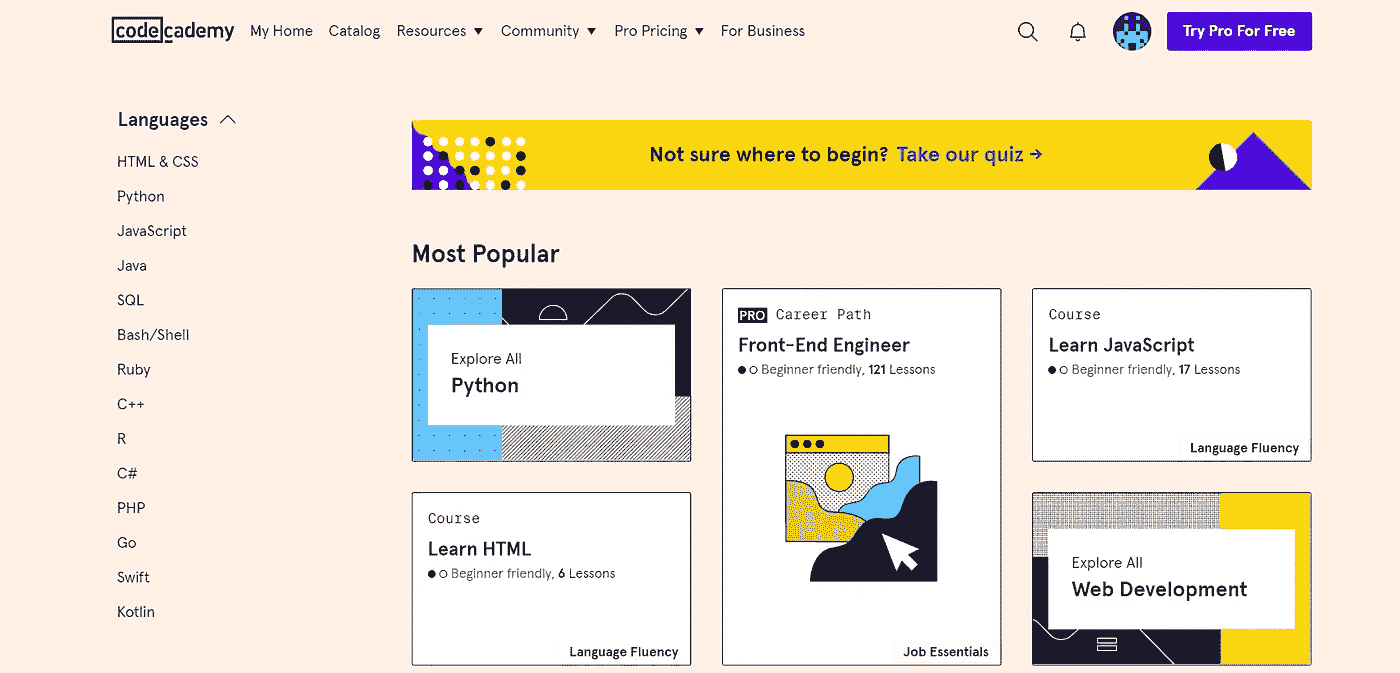 codecademy My Home Catalog Resources Community Pro Pricing For Business Try Pro For Free
Languages
HTML & CSS
Python
JavaScript
Java
SQL
Bash/Shell
Ruby
C++
R
C#
PHP
Go
Swift
Kotlin
Not sure where to begin? Take our quiz →
Most Popular
Explore All
Python
PRO Career Path
Front-End Engineer
Beginner friendly, 121 Lessons
Job Essentials
Course
Learn JavaScript
Beginner friendly, 17 Lessons
Language Fluency
Course
Learn HTML
Beginner friendly, 6 Lessons
Language Fluency
Explore All
Web Development